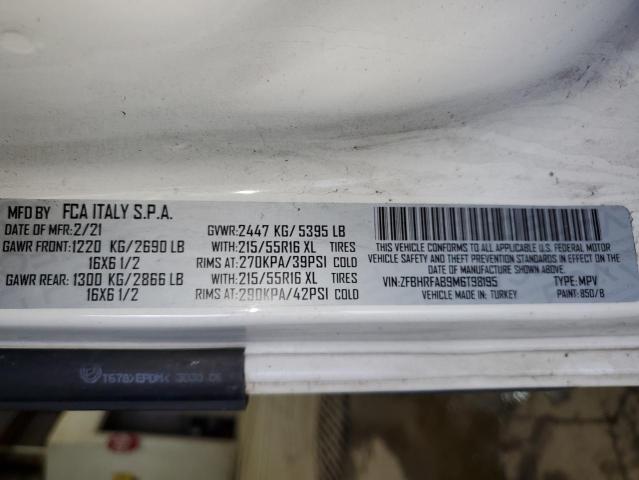 MFD BY FCA ITALY S.P.A.
DATE OF MFR: 2/21 GVWR: 2447 KG/ 5395 LB
GAWR FRONT: 1220 KG/ 2690 LB WITH: 215/55R16 XL TIRES
16X6 1/2 RIMS AT: 270KPA/39PSI COLD
GAWR REAR: 1300 KG/ 2866 LB WITH: 215/55R16 XL TIRES
16X6 1/2 RIMS AT: 290KPA/42PSI COLD
THIS VEHICLE CONFORMS TO ALL APPLICABLE U.S. FEDERAL MOTOR
VEHICLE SAFETY AND THEFT PREVENTION STANDARDS IN EFFECT ON THE
DATE OF MANUFACTURE SHOWN ABOVE.
VIN: ZFBHRFAB9M6T98195 TYPE: MPV
VEHICLE MADE IN: TURKEY PAINT: 850/B
1678>EPDM<